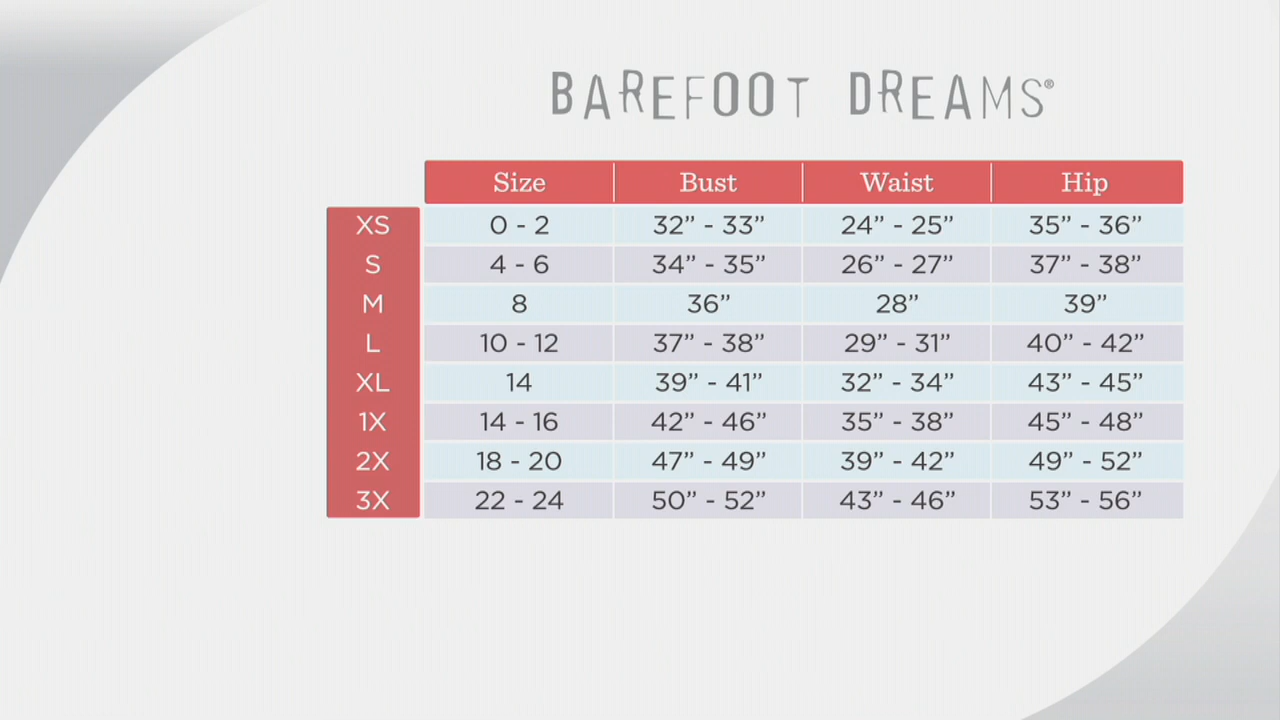 BAREFOOT DREAMS®
Size Bust Waist Hip
XS 0 - 2 32” - 33” 24” - 25” 35” - 36”
S 4 - 6 34” - 35” 26” - 27” 37” - 38”
M 8 36” 28” 39”
L 10 - 12 37” - 38” 29” - 31” 40” - 42”
XL 14 39” - 41” 32” - 34” 43” - 45”
1X 14 - 16 42” - 46” 35” - 38” 45” - 48”
2X 18 - 20 47” - 49” 39” - 42” 49” - 52”
3X 22 - 24 50” - 52” 43” - 46” 53” - 56”